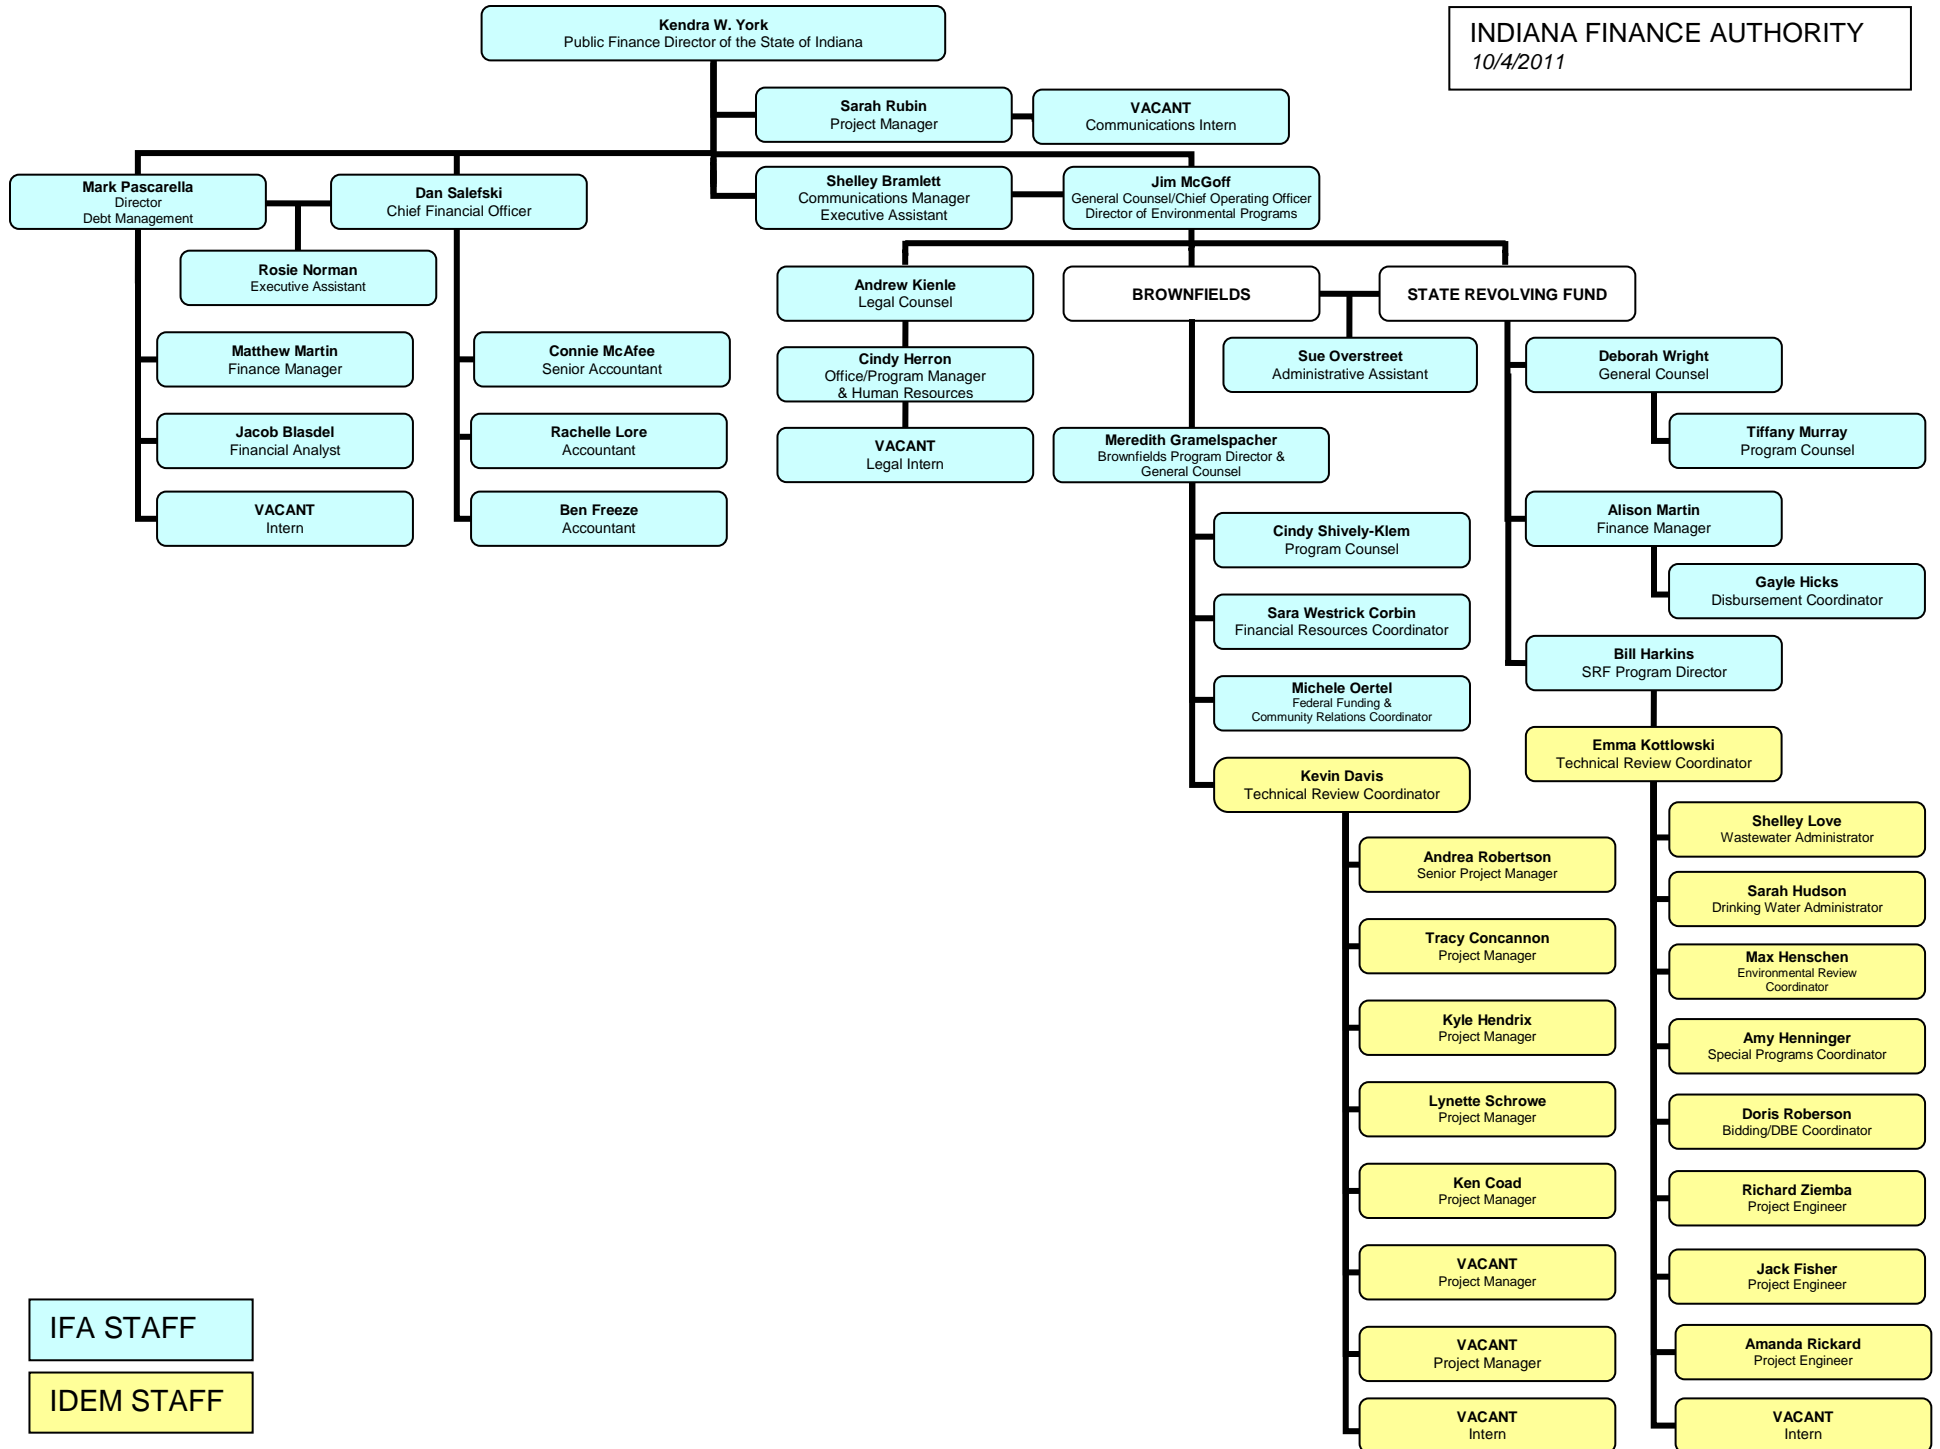 Kendra W. York
Public Finance Director of the State of Indiana
INDIANA FINANCE AUTHORITY
10/4/2011
Sarah Rubin
Project Manager
VACANT
Communications Intern
Mark Pascarella
Director
Debt Management
Dan Salefski
Chief Financial Officer
Shelley Bramlett
Communications Manager
Executive Assistant
Jim McGoff
General Counsel/Chief Operating Officer
Director of Environmental Programs
Rosie Norman
Executive Assistant
Andrew Kienle
Legal Counsel
BROWNFIELDS
STATE REVOLVING FUND
Matthew Martin
Finance Manager
Connie McAfee
Senior Accountant
Cindy Herron
Office/Program Manager
& Human Resources
Sue Overstreet
Administrative Assistant
Deborah Wright
General Counsel
Jacob Blasdel
Financial Analyst
Rachelle Lore
Accountant
VACANT
Legal Intern
Meredith Gramelspacher
Brownfields Program Director &
General Counsel
Tiffany Murray
Program Counsel
VACANT
Intern
Ben Freeze
Accountant
Cindy Shively-Klem
Program Counsel
Alison Martin
Finance Manager
Gayle Hicks
Disbursement Coordinator
Sara Westrick Corbin
Financial Resources Coordinator
Bill Harkins
SRF Program Director
Michele Oertel
Federal Funding &
Community Relations Coordinator
Emma Kottlowski
Technical Review Coordinator
Kevin Davis
Technical Review Coordinator
Shelley Love
Wastewater Administrator
Andrea Robertson
Senior Project Manager
Sarah Hudson
Drinking Water Administrator
Tracy Concannon
Project Manager
Max Henschen
Environmental Review
Coordinator
Kyle Hendrix
Project Manager
Amy Henninger
Special Programs Coordinator
Lynette Schrowe
Project Manager
Doris Roberson
Bidding/DBE Coordinator
Ken Coad
Project Manager
Richard Ziemba
Project Engineer
VACANT
Project Manager
Jack Fisher
Project Engineer
VACANT
Project Manager
Amanda Rickard
Project Engineer
VACANT
Intern
VACANT
Intern
IFA STAFF
IDEM STAFF